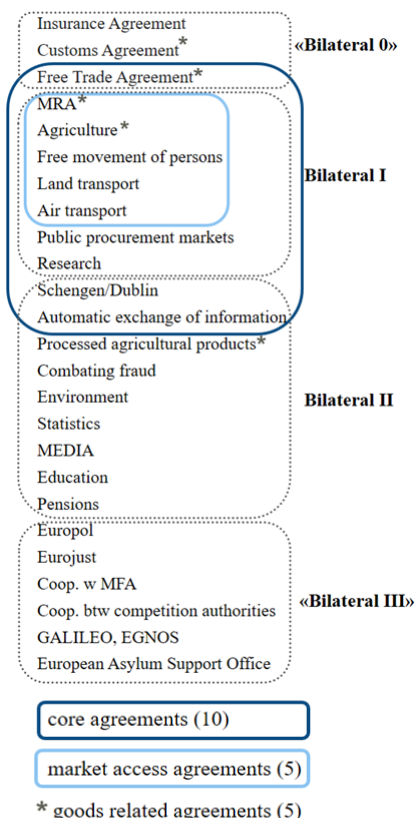 Insurance Agreement
Customs Agreement*
«Bilateral 0»
Free Trade Agreement*
MRA*
Agriculture*
Free movement of persons
Land transport
Air transport
Public procurement markets
Research
Bilateral I
Schengen/Dublin
Automatic exchange of information
Processed agricultural products*
Combating fraud
Environment
Statistics
MEDIA
Education
Pensions
Bilateral II
Europol
Eurojust
Coop. w MFA
Coop. btw competition authorities
GALILEO, EGNOS
European Asylum Support Office
«Bilateral III»
core agreements (10)
market access agreements (5)
* goods related agreements (5)